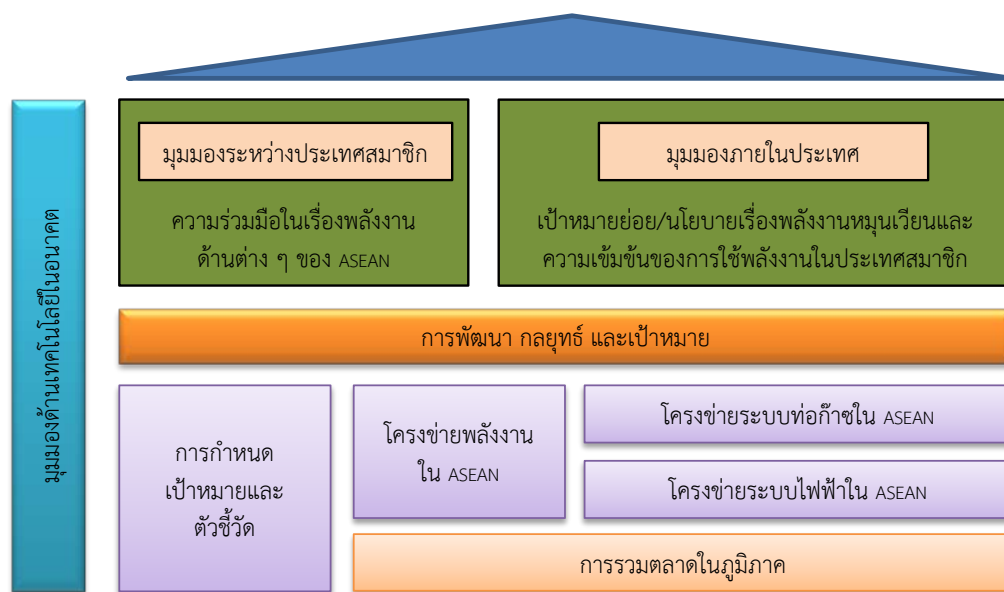 มุมมองด้านเทคโนโลยีในอนาคต
มุมมองระหว่างประเทศสมาชิก
ความร่วมมือในเรื่องพลังงาน
ด้านต่าง ๆ ของ ASEAN
มุมมองภายในประเทศ
เป้าหมายย่อย/นโยบายเรื่องพลังงานหมุนเวียนและ
ความเข้มข้นของการใช้พลังงานในประเทศสมาชิก
การพัฒนา กลยุทธ์ และเป้าหมาย
การกำหนด
เป้าหมายและ
ตัวชี้วัด
โครงข่ายพลังงาน
ใน ASEAN
โครงข่ายระบบท่อก๊าซใน ASEAN
โครงข่ายระบบไฟฟ้าใน ASEAN
การรวมตลาดในภูมิภาค